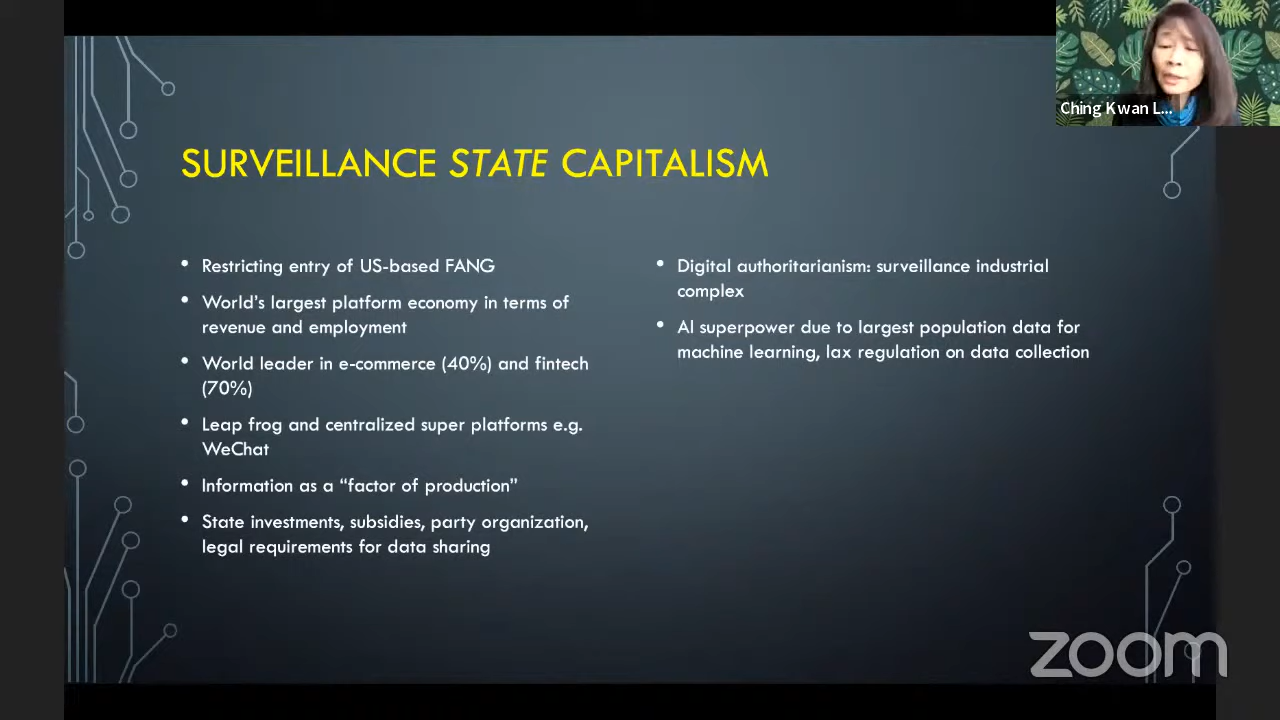 Ching Kwan L...
SURVEILLANCE STATE CAPITALISM
• Restricting entry of US-based FANG
• World's largest platform economy in terms of
revenue and employment
• World leader in e-commerce (40%) and fintech
(70%)
• Leap frog and centralized super platforms e.g.
WeChat
• Information as a “factor of production”
• State investments, subsidies, party organization,
legal requirements for data sharing
• Digital authoritarianism: surveillance industrial
complex
• AI superpower due to largest population data for
machine learning, lax regulation on data collection
zoom